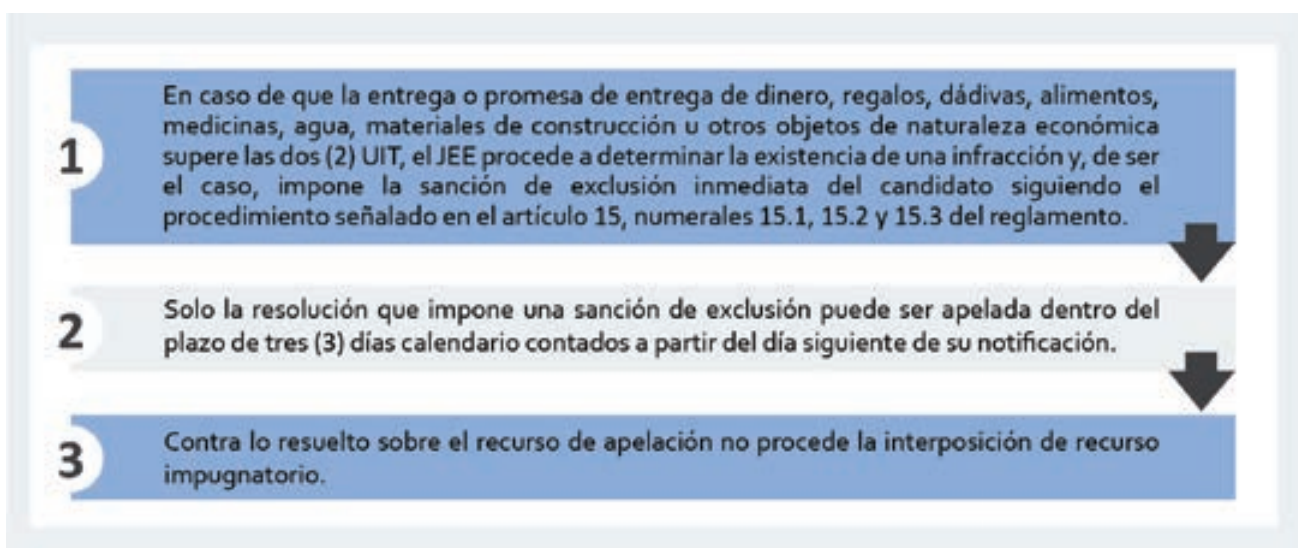 1
En caso de que la entrega o promesa de entrega de dinero, regalos, dádivas, alimentos,
medicinas, agua, materiales de construcción u otros objetos de naturaleza económica
supere las dos (2) UIT, el JEE procede a determinar la existencia de una infracción y, de ser
el caso, impone la sanción de exclusión inmediata del candidato siguiendo el
procedimiento señalado en el artículo 15, numerales 15.1, 15.2 y 15.3 del reglamento.
2
Solo la resolución que impone una sanción de exclusión puede ser apelada dentro del
plazo de tres (3) días calendario contados a partir del día siguiente de su notificación.
3
Contra lo resuelto sobre el recurso de apelación no procede la interposición de recurso
impugnatorio.